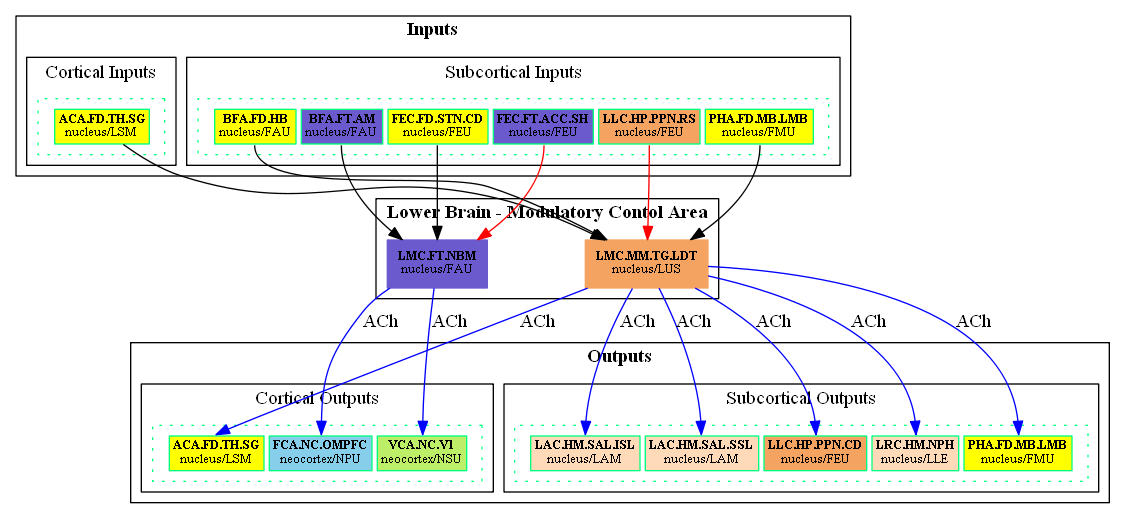 Inputs
Cortical Inputs
Subcortical Inputs
ACA.FD.TH.SG
nucleus/LSM
BFA.FD.HB
nucleus/FAU
BFA.FT.AM
nucleus/FAU
FEC.FD.STN.CD
nucleus/FEU
FEC.FT.ACC.SH
nucleus/FEU
LLC.HP.PPN.RS
nucleus/FEU
PHA.FD.MB.LMB
nucleus/FMU
Lower Brain - Modulatory Contol Area
LMC.FT.NBM
nucleus/FAU
LMC.MM.TG.LDT
nucleus/LUS
ACh
ACh
ACh
ACh
ACh
ACh
ACh
ACh
Outputs
Cortical Outputs
Subcortical Outputs
ACA.FD.TH.SG
nucleus/LSM
FCA.NC.OMPFC
neocortex/NPU
VCA.NC.V1
neocortex/NSU
LAC.HM.SAL.ISL
nucleus/LAM
LAC.HM.SAL.SSL
nucleus/LAM
LLC.HP.PPN.CD
nucleus/FEU
LRC.HM.NPH
nucleus/LLE
PHA.FD.MB.LMB
nucleus/FMU